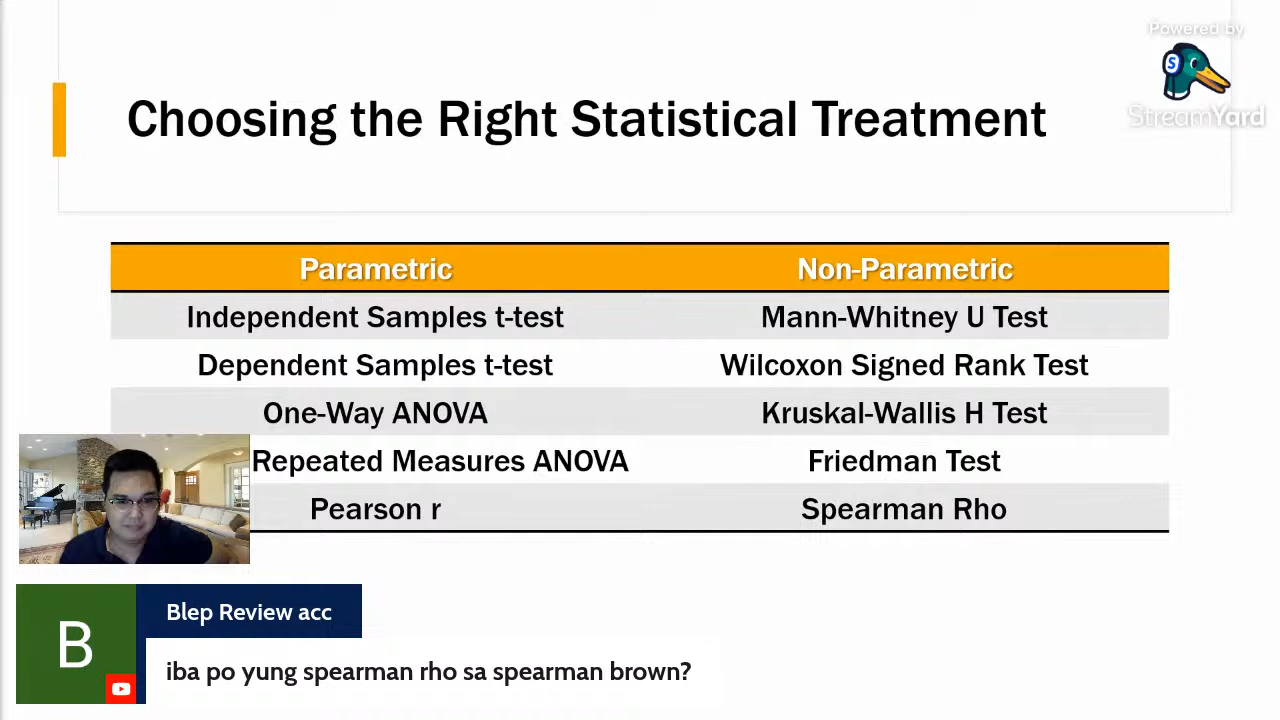 Powered by
StreamYard
Choosing the Right Statistical Treatment
Parametric Non-Parametric
Independent Samples t-test Mann-Whitney U Test
Dependent Samples t-test Wilcoxon Signed Rank Test
One-Way ANOVA Kruskal-Wallis H Test
Repeated Measures ANOVA Friedman Test
Pearson r Spearman Rho
B
Blep Review acc
iba po yung spearman rho sa spearman brown?